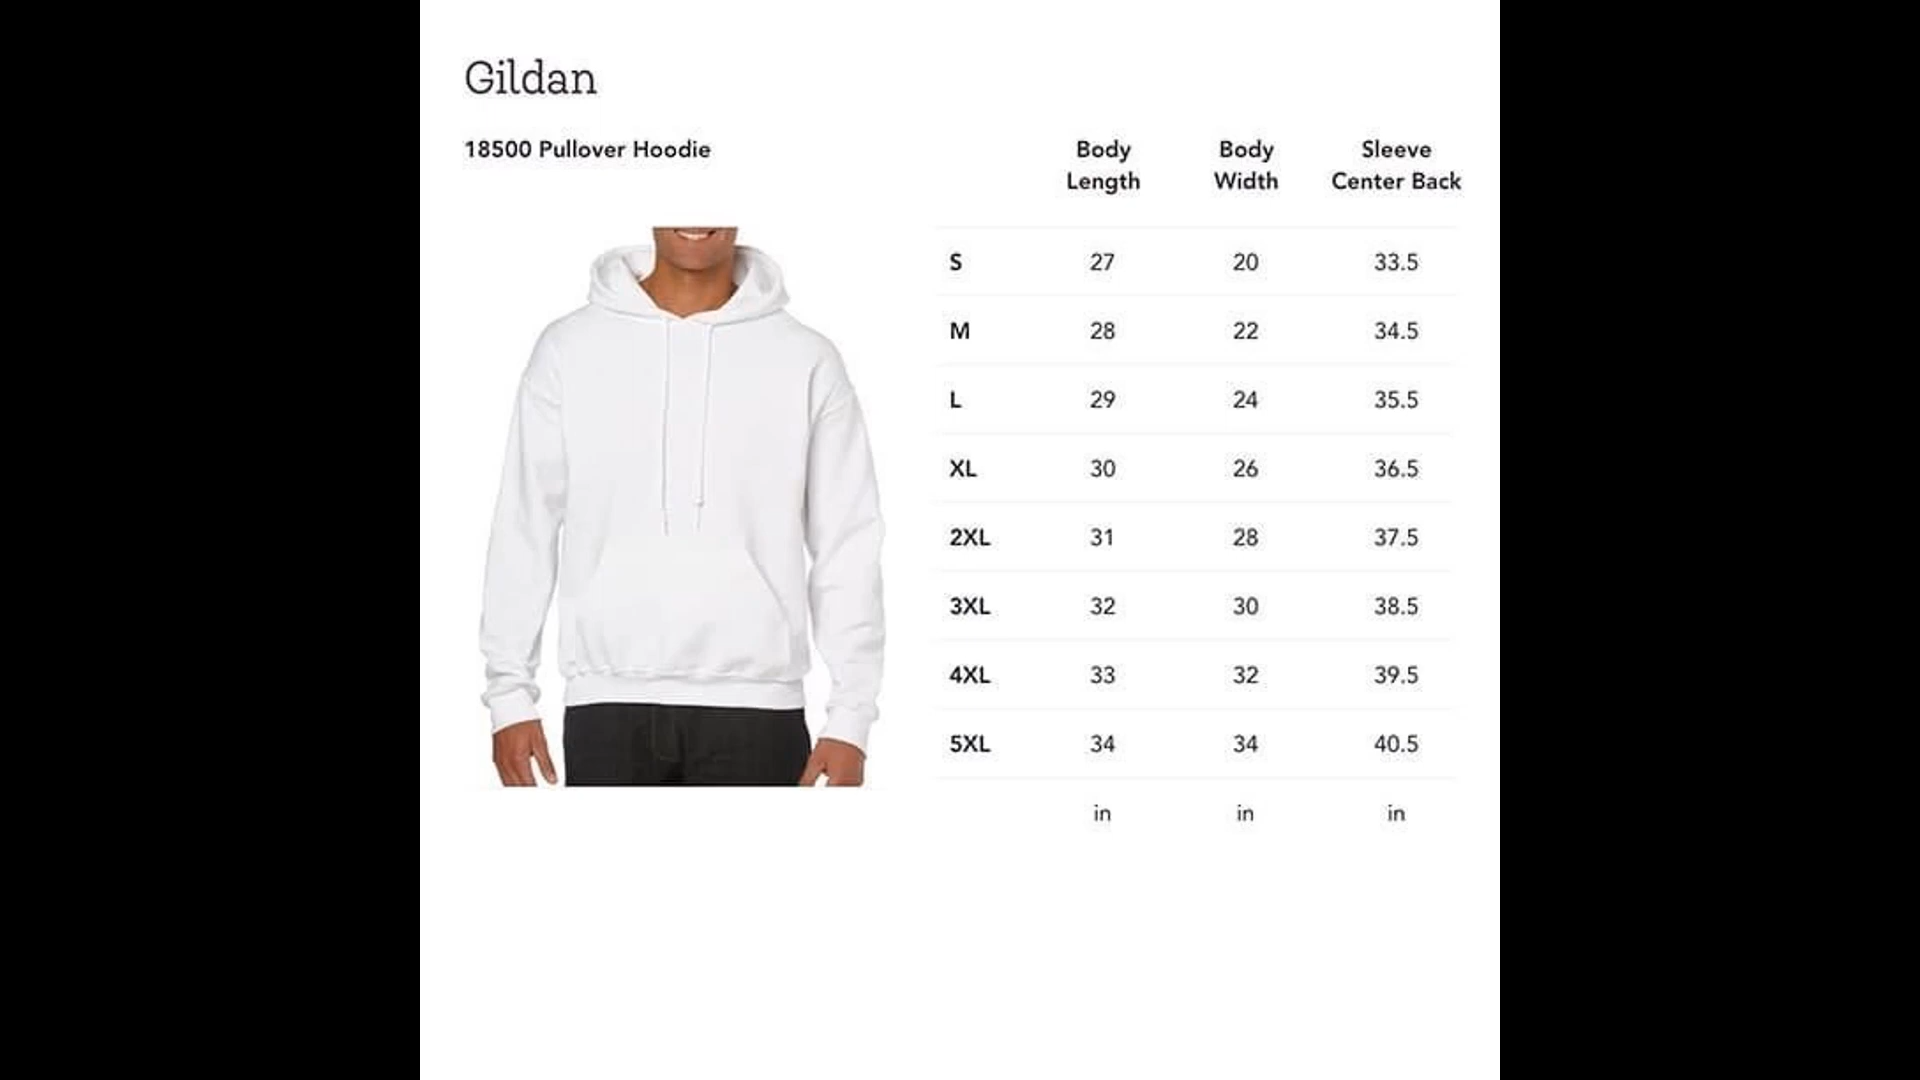 Gildan
18500 Pullover Hoodie
Body Length
Body Width
Sleeve Center Back
S 27 20 33.5
M 28 22 34.5
L 29 24 35.5
XL 30 26 36.5
2XL 31 28 37.5
3XL 32 30 38.5
4XL 33 32 39.5
5XL 34 34 40.5
in in in